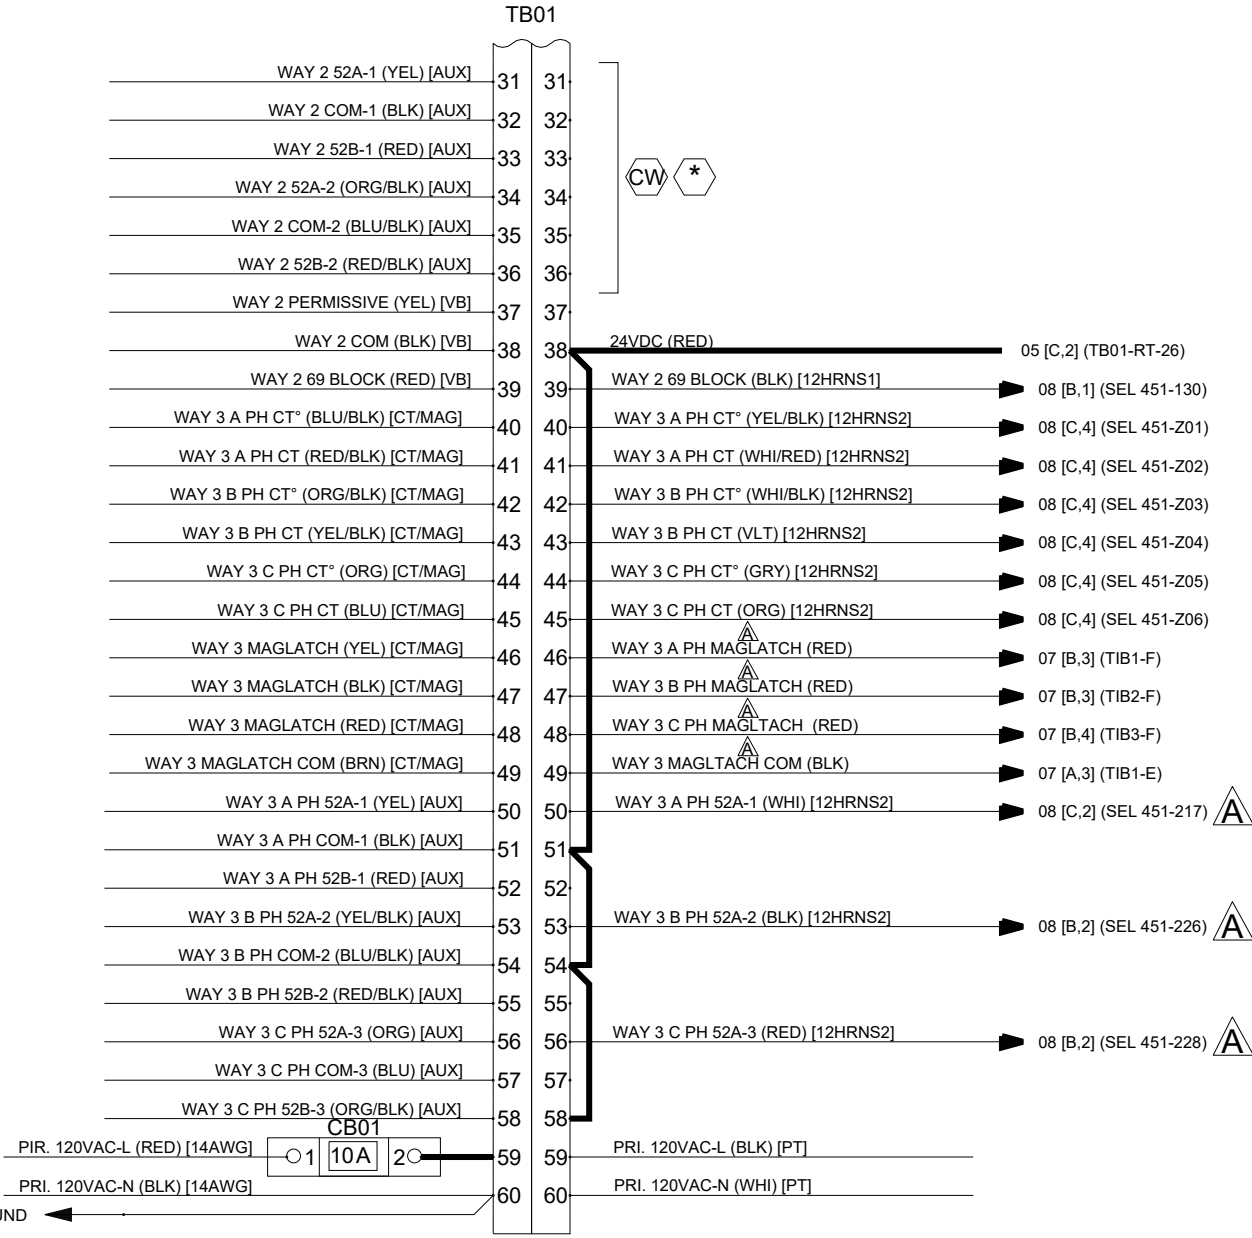 TB01
WAY 2 52A-1 (YEL) [AUX] 31 31
WAY 2 COM-1 (BLK) [AUX] 32 32
WAY 2 52B-1 (RED) [AUX] 33 33
CW *
WAY 2 52A-2 (ORG/BLK) [AUX] 34 34
WAY 2 COM-2 (BLU/BLK) [AUX] 35 35
WAY 2 52B-2 (RED/BLK) [AUX] 36 36
WAY 2 PERMISSIVE (YEL) [VB] 37 37
WAY 2 COM (BLK) [VB] 38 38 24VDC (RED) 05 [C,2] (TB01-RT-26)
WAY 2 69 BLOCK (RED) [VB] 39 39 WAY 2 69 BLOCK (BLK) [12HRNS1] 08 [B,1] (SEL 451-130)
WAY 3 A PH CT° (BLU/BLK) [CT/MAG] 40 40 WAY 3 A PH CT° (YEL/BLK) [12HRNS2] 08 [C,4] (SEL 451-Z01)
WAY 3 A PH CT (RED/BLK) [CT/MAG] 41 41 WAY 3 A PH CT (WHI/RED) [12HRNS2] 08 [C,4] (SEL 451-Z02)
WAY 3 B PH CT° (ORG/BLK) [CT/MAG] 42 42 WAY 3 B PH CT° (WHI/BLK) [12HRNS2] 08 [C,4] (SEL 451-Z03)
WAY 3 B PH CT (YEL/BLK) [CT/MAG] 43 43 WAY 3 B PH CT (VLT) [12HRNS2] 08 [C,4] (SEL 451-Z04)
WAY 3 C PH CT° (ORG) [CT/MAG] 44 44 WAY 3 C PH CT° (GRY) [12HRNS2] 08 [C,4] (SEL 451-Z05)
WAY 3 C PH CT (BLU) [CT/MAG] 45 45 WAY 3 C PH CT (ORG) [12HRNS2] 08 [C,4] (SEL 451-Z06)
A
WAY 3 MAGLATCH (YEL) [CT/MAG] 46 46 WAY 3 A PH MAGLATCH (RED) 07 [B,3] (TIB1-F)
A
WAY 3 MAGLATCH (BLK) [CT/MAG] 47 47 WAY 3 B PH MAGLATCH (RED) 07 [B,3] (TIB2-F)
A
WAY 3 MAGLATCH (RED) [CT/MAG] 48 48 WAY 3 C PH MAGLTACH (RED) 07 [B,4] (TIB3-F)
A
WAY 3 MAGLATCH COM (BRN) [CT/MAG] 49 49 WAY 3 MAGLTACH COM (BLK) 07 [A,3] (TIB1-E)
WAY 3 A PH 52A-1 (YEL) [AUX] 50 50 WAY 3 A PH 52A-1 (WHI) [12HRNS2] 08 [C,2] (SEL 451-217) A
WAY 3 A PH COM-1 (BLK) [AUX] 51 51
WAY 3 A PH 52B-1 (RED) [AUX] 52 52
WAY 3 B PH 52A-2 (YEL/BLK) [AUX] 53 53 WAY 3 B PH 52A-2 (BLK) [12HRNS2] 08 [B,2] (SEL 451-226) A
WAY 3 B PH COM-2 (BLU/BLK) [AUX] 54 54
WAY 3 B PH 52B-2 (RED/BLK) [AUX] 55 55
WAY 3 C PH 52A-3 (ORG) [AUX] 56 56 WAY 3 C PH 52A-3 (RED) [12HRNS2] 08 [B,2] (SEL 451-228) A
WAY 3 C PH COM-3 (BLU) [AUX] 57 57
WAY 3 C PH 52B-3 (ORG/BLK) [AUX] 58 58
CB01
PIR. 120VAC-L (RED) [14AWG] 1 10A 2 59 59 PRI. 120VAC-L (BLK) [PT]
PRI. 120VAC-N (BLK) [14AWG] 60 60 PRI. 120VAC-N (WHI) [PT]
UND